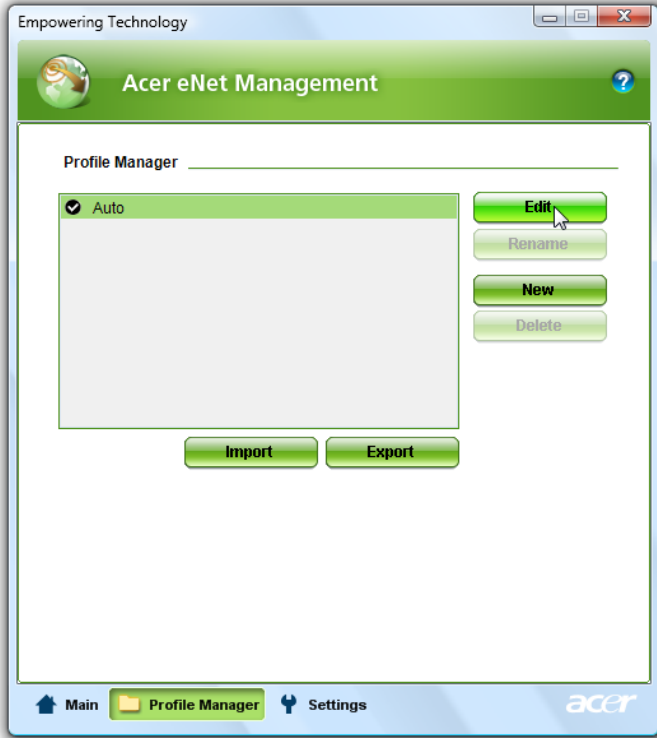 Empowering Technology
Acer eNet Management
?
Profile Manager
Auto
Edit
Rename
New
Delete
Import Export
Main Profile Manager Settings acer